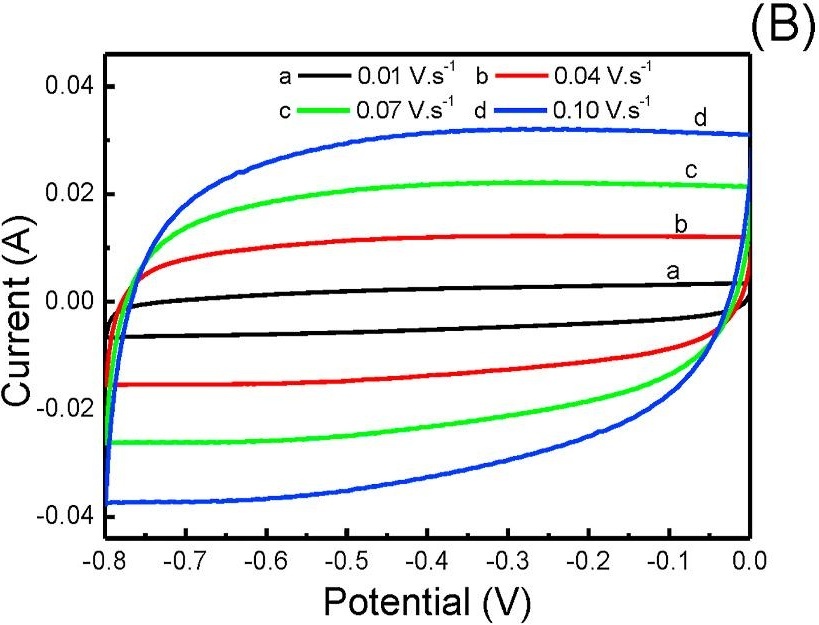 (B)
a 0.01 V.s⁻¹ b 0.04 V.s⁻¹
c 0.07 V.s⁻¹ d 0.10 V.s⁻¹
d
c
b
a
0.04
0.02
0.00
-0.02
-0.04
Current (A)
-0.8 -0.7 -0.6 -0.5 -0.4 -0.3 -0.2 -0.1 0.0
Potential (V)